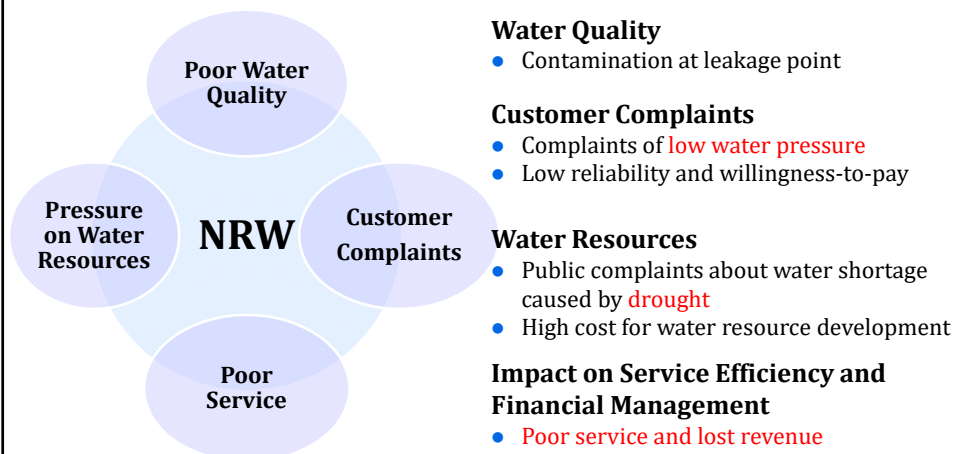 Poor Water
Quality
Pressure
on Water
Resources
NRW
Customer
Complaints
Poor
Service
Water Quality
● Contamination at leakage point
Customer Complaints
● Complaints of low water pressure
● Low reliability and willingness-to-pay
Water Resources
● Public complaints about water shortage
caused by drought
● High cost for water resource development
Impact on Service Efficiency and
Financial Management
● Poor service and lost revenue